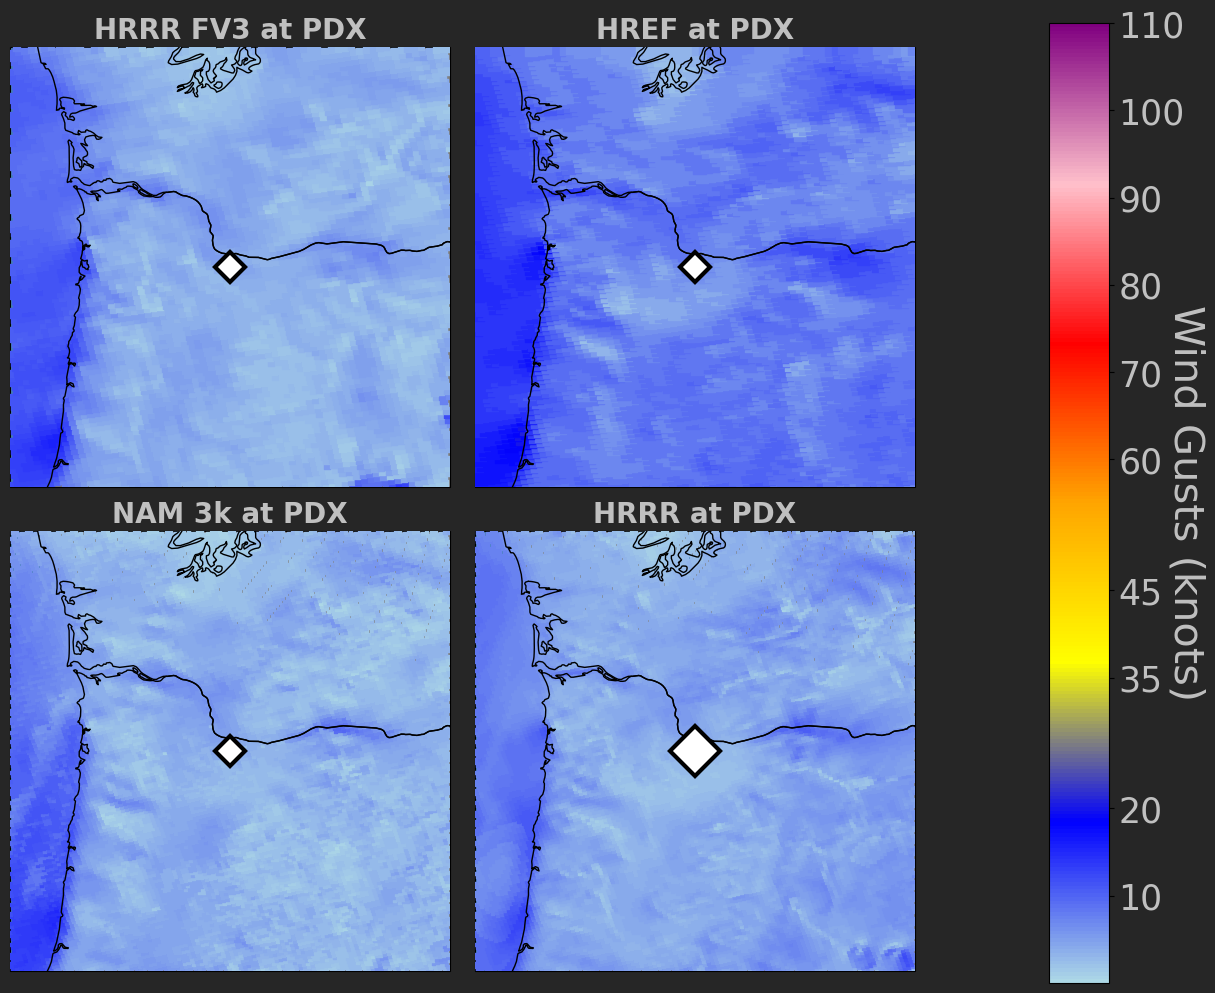 HRRR FV3 at PDX
HREF at PDX
NAM 3k at PDX
HRRR at PDX
110
100
90
80
70
60
45
35
20
10
Wind Gusts (knots)